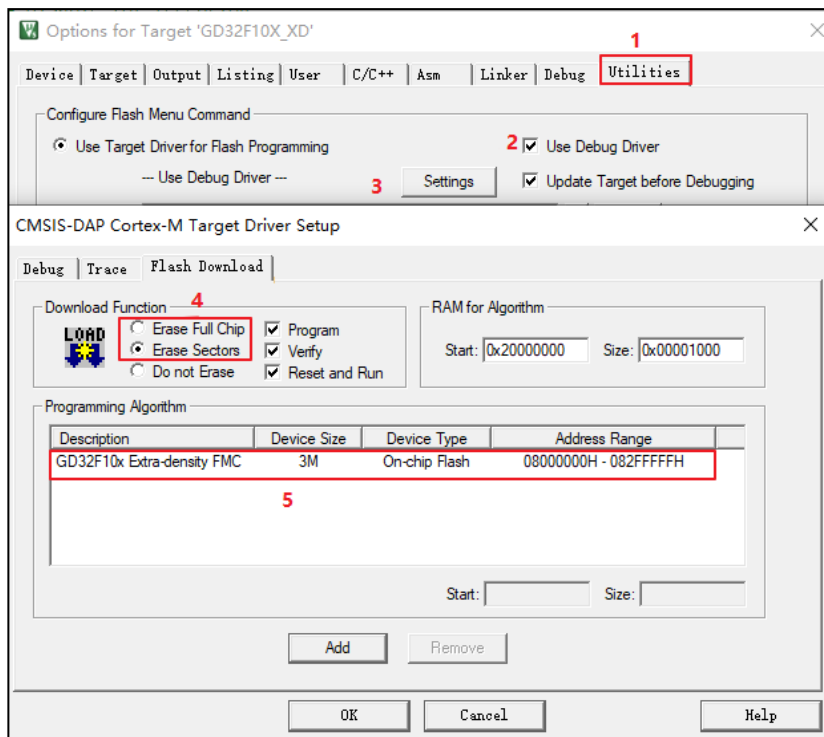 Options for Target 'GD32F10X_XD'
1
Device Target Output Listing User C/C++ Asm Linker Debug Utilities
Configure Flash Menu Command
Use Target Driver for Flash Programming 2 Use Debug Driver
--- Use Debug Driver --- 3 Settings Update Target before Debugging
CMSIS-DAP Cortex-M Target Driver Setup
Debug Trace Flash Download
4
Download Function RAM for Algorithm
LOAD Erase Full Chip Program
Erase Sectors Verify Start: 0x20000000 Size: 0x00001000
Do not Erase Reset and Run
Programming Algorithm
Description Device Size Device Type Address Range
GD32F10x Extra-density FMC 3M On-chip Flash 08000000H - 082FFFFFH
5
Start: Size:
Add Remove
OK Cancel Help